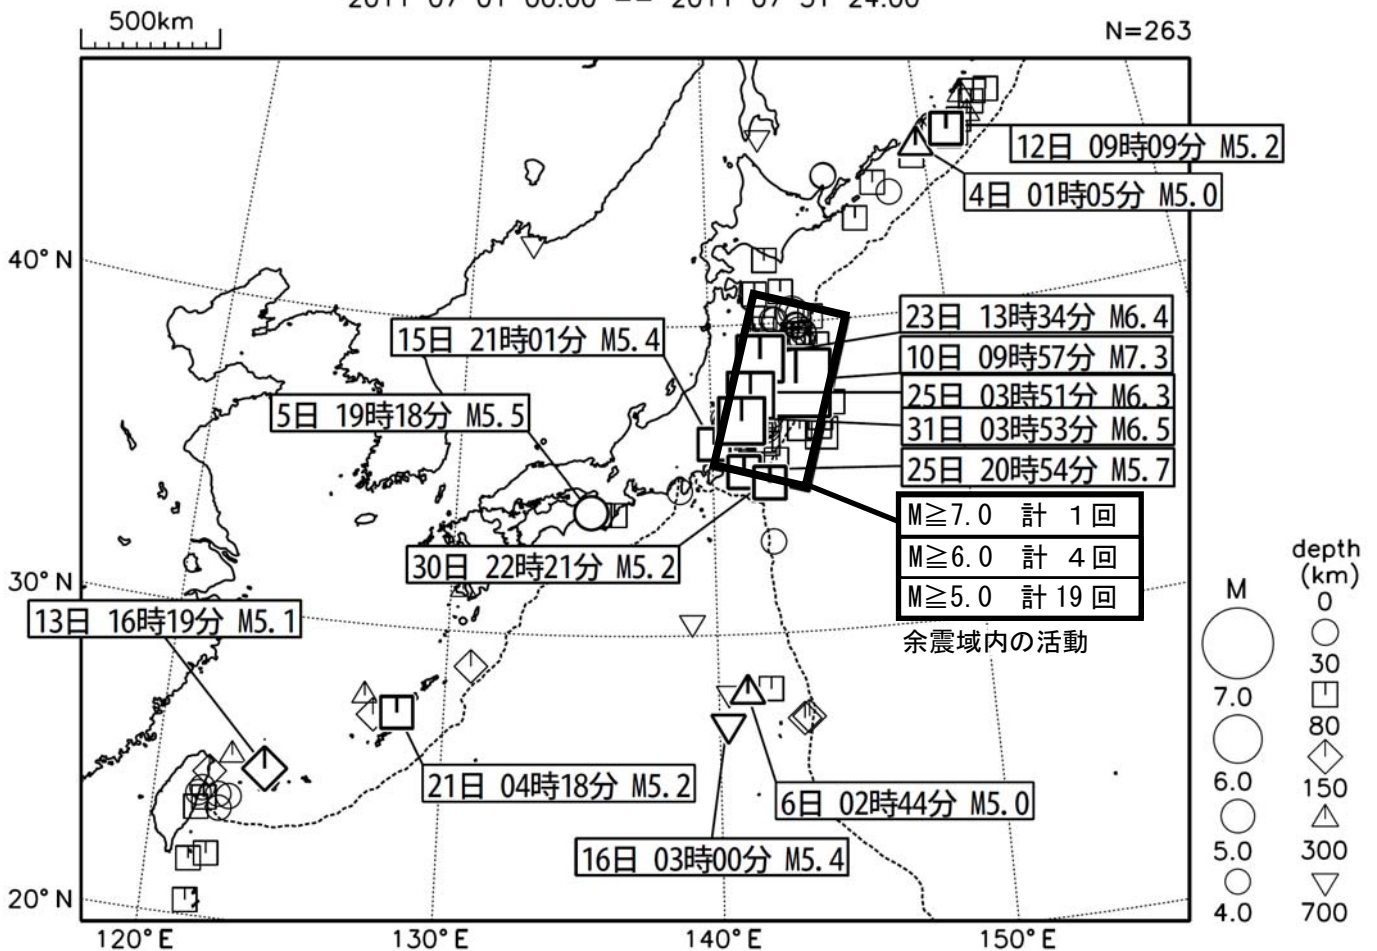 2011 07 01 00:00 -- 2011 07 31 24:00
500km
N=263
12日 09時09分 M5.2
4日 01時05分 M5.0
40°N
23日 13時34分 M6.4
15日 21時01分 M5.4
10日 09時57分 M7.3
25日 03時51分 M6.3
5日 19時18分 M5.5
31日 03時53分 M6.5
25日 20時54分 M5.7
M≧7.0 計 1回
M≧6.0 計 4回
M≧5.0 計19回
余震域内の活動
30日 22時21分 M5.2
30°N
13日 16時19分 M5.1
21日 04時18分 M5.2
6日 02時44分 M5.0
16日 03時00分 M5.4
20°N
120°E
130°E
140°E
150°E
M
7.0
6.0
5.0
4.0
depth
(km)
0
30
80
150
300
700